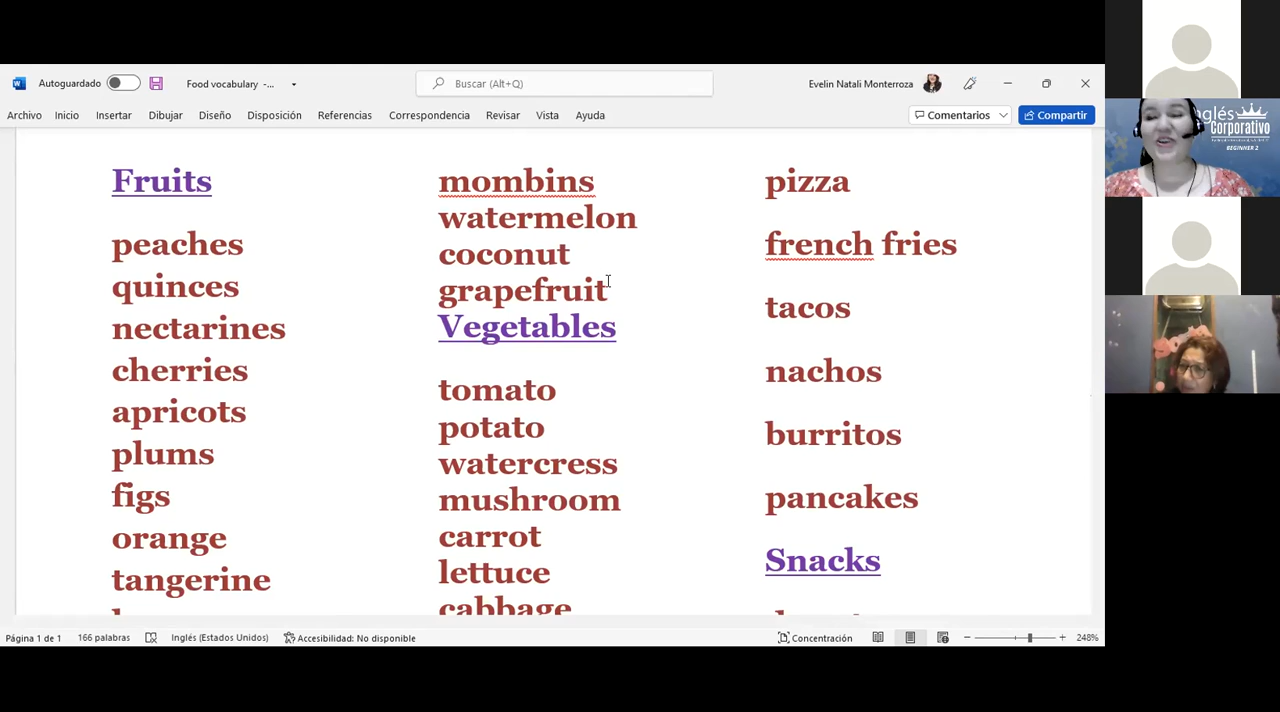 Autoguardado
Food vocabulary -...
Buscar (Alt+Q)
Evelin Natali Monterroza
Archivo Inicio Insertar Dibujar Diseño Disposición Referencias Correspondencia Revisar Vista Ayuda
Comentarios
Compartir
Fruits
peaches
quinces
nectarines
cherries
apricots
plums
figs
orange
tangerine
mombins
watermelon
coconut
grapefruit
Vegetables
tomato
potato
watercress
mushroom
carrot
lettuce
cabbage
pizza
french fries
tacos
nachos
burritos
pancakes
Snacks
Página 1 de 1 166 palabras Inglés (Estados Unidos) Accesibilidad: No disponible Concentración 248%
Corporativo
BEGINNER 2